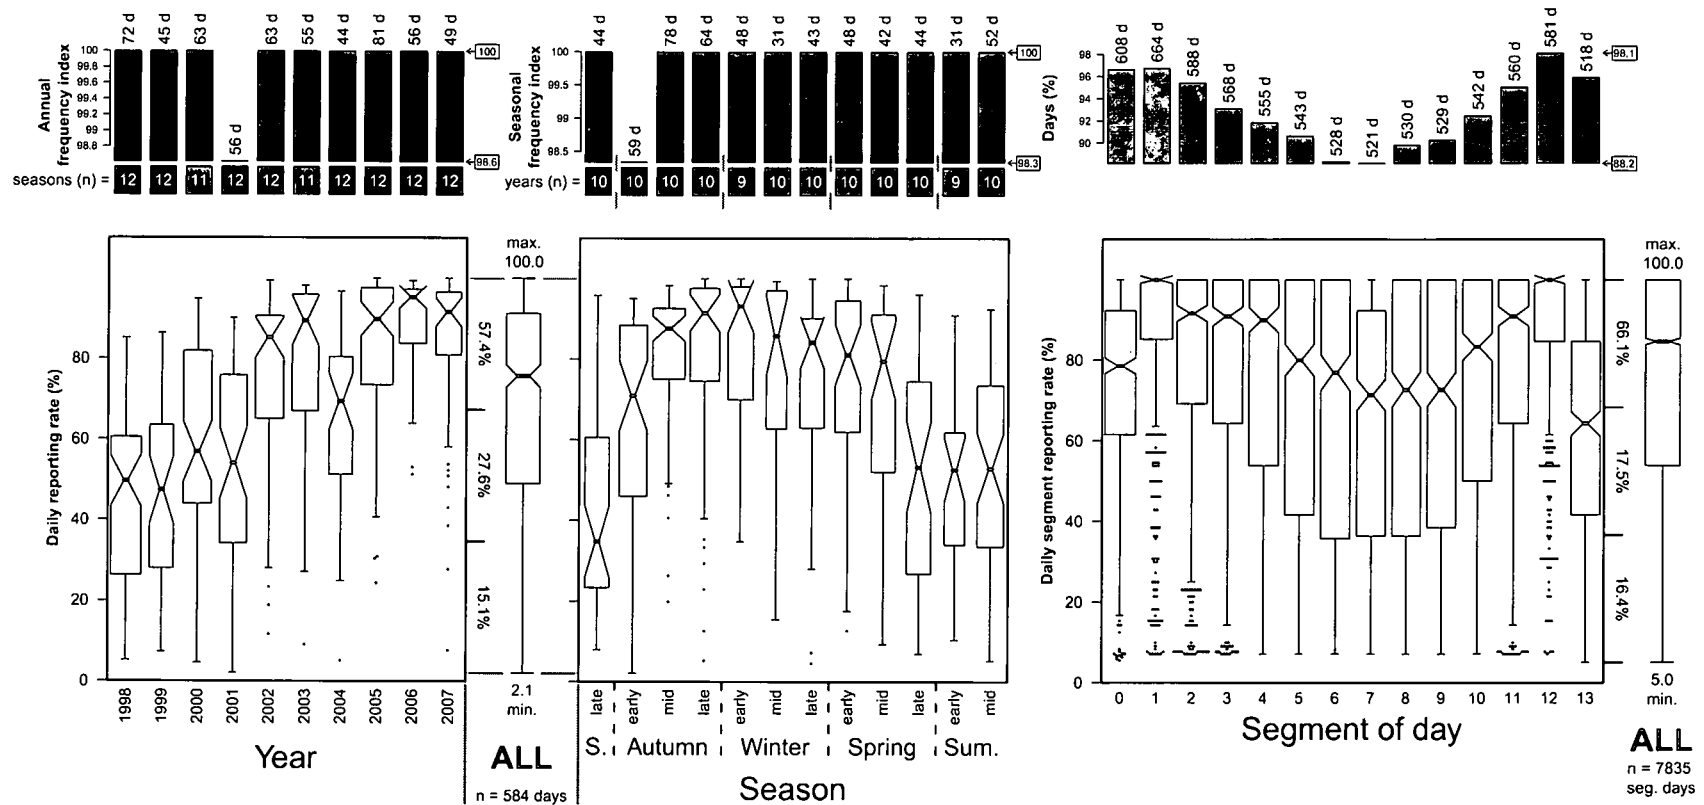 72 d 45 d 63 d 56 d 63 d 55 d 44 d 81 d 56 d 49 d
Annual
frequency index
100
99.8
99.6
99.4
99.2
99
98.8
100
98.6
seasons (n) = 12 12 11 12 12 11 12 12 12 12
44 d 59 d 78 d 64 d 48 d 31 d 43 d 48 d 42 d 44 d 31 d 52 d
Seasonal
frequency index
100
99.5
99
98.5
100
98.3
years (n) = 10 10 10 10 9 10 10 10 10 10 9 10
608 d 664 d 588 d 568 d 555 d 543 d 528 d 521 d 530 d 529 d 542 d 560 d 581 d 518 d
Days (%)
98
96
94
92
90
98.1
88.2
Daily reporting rate (%)
80
60
40
20
0
1998 1999 2000 2001 2002 2003 2004 2005 2006 2007
Year
max.
100.0
57.4%
27.6%
15.1%
2.1
min.
ALL
n = 584 days
late early mid late early mid late early mid late early mid
S. Autumn Winter Spring Sum.
Season
Daily segment reporting rate (%)
80
60
40
20
0
0 1 2 3 4 5 6 7 8 9 10 11 12 13
Segment of day
max.
100.0
66.1%
17.5%
16.4%
5.0
min.
ALL
n = 7835
seg. days